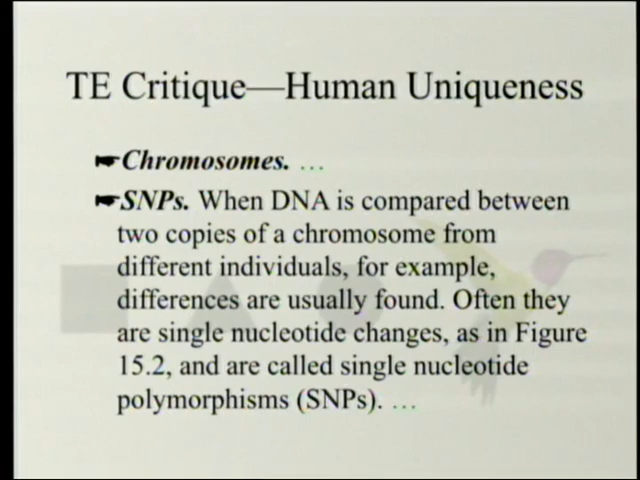 TE Critique—Human Uniqueness
☛Chromosomes. …
☛SNPs. When DNA is compared between
two copies of a chromosome from
different individuals, for example,
differences are usually found. Often they
are single nucleotide changes, as in Figure
15.2, and are called single nucleotide
polymorphisms (SNPs). …